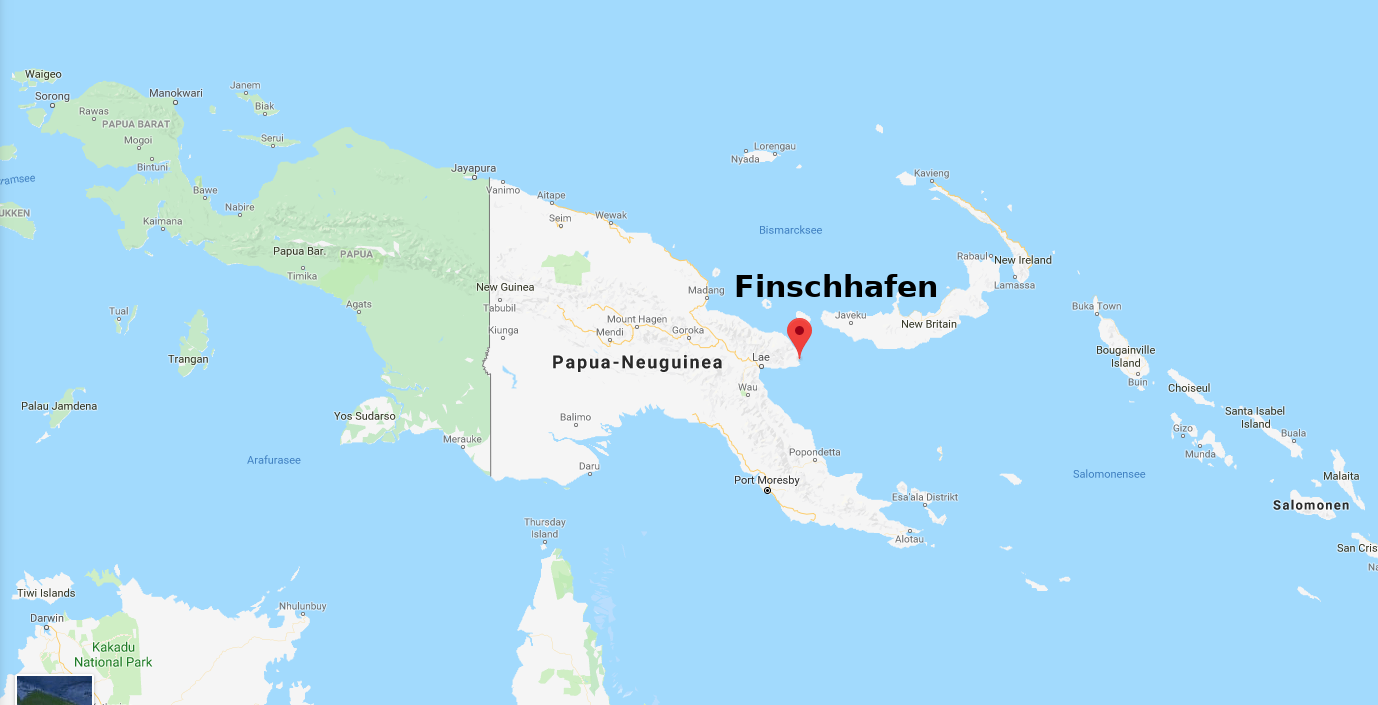 Waigeo
Sorong
Rawas
PAPUA BARAT
Manokwari
Mogoi
Bintuni
Janem
Biak
Serui
Bawe
Nabire
Kaimana
Papua Bar.
PAPUA
Timika
Agats
Jayapura
Vanimo
Aitape
Seim
Wewak
Nyada
Lorengau
Kavieng
Bismarcksee
Rabaul
New Ireland
Lamassa
New Guinea
Tabubil
Kiunga
Madang
Finschhafen
Mount Hagen
Mendi
Goroka
Javeku
New Britain
Buka Town
Bougainville
Island
Buin
Papua-Neuguinea
Lae
Wau
Tual
Trangan
Palau Jamdena
Yos Sudarso
Merauke
Balimo
Daru
Arafurasee
Popondetta
Port Moresby
Esa'ala Distrikt
Alotau
Salomonensee
Choiseul
Santa Isabel
Island
Gizo
Munda
Buala
Malaita
Salomonen
San Cris
Thursday
Island
Tiwi Islands
Darwin
Nhulunbuy
Kakadu
National Park